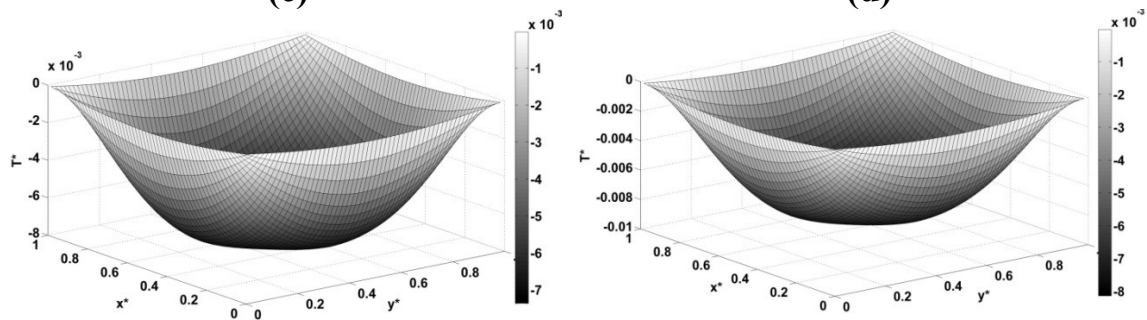 (c) (d)
x 10 -3 x 10 -3
x 10 -3
0 -1 0 -1
-2 -2 -0.002 -2
-4 -3 -0.004 -3
T* -4 T* -0.006 -4
-6 -5 -0.008 -5
-8 -6 -0.01 -6
1 0.8 0.6 0.4 0.2 0 1 0.8 0.6 0.4 0.2 0
0 0.2 0.4 0.6 0.8 0 0.2 0.4 0.6 0.8
-7 -7
-8
x* y* x* y*